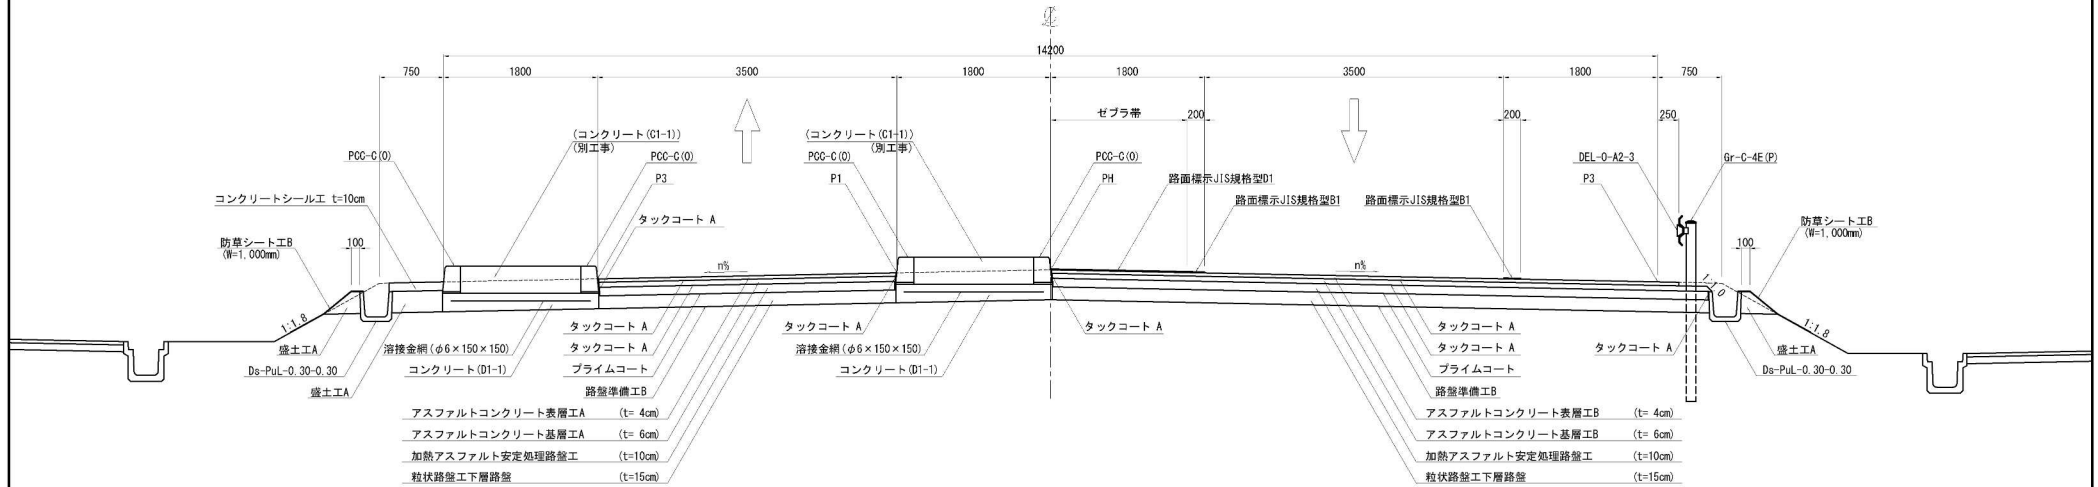 ℄
14200
750
1800
3500
1800
1800
3500
1800
750
ゼブラ帯
200
200
250
(コンクリート(C1-1))
(別工事)
(コンクリート(C1-1))
(別工事)
PCC-C(O)
PCC-C(O)
PCC-C(O)
PCC-C(O)
DEL-O-A2-3
Gr-C-4E(P)
P3
P1
PH
路面標示JIS規格型D1
P3
コンクリートシール工 t=10cm
路面標示JIS規格型B1
路面標示JIS規格型B1
タックコート A
防草シート工B
(W=1,000mm)
100
防草シート工B
(W=1,000mm)
100
n%
n%
1:1.8
1:1.0
1:1.8
盛土工A
Ds-PuL-0.30-0.30
盛土工A
溶接金網(φ6×150×150)
コンクリート(D1-1)
タックコート A
タックコート A
プライムコート
路盤準備工B
タックコート A
溶接金網(φ6×150×150)
コンクリート(D1-1)
タックコート A
タックコート A
タックコート A
プライムコート
路盤準備工B
タックコート A
盛土工A
Ds-PuL-0.30-0.30
アスファルトコンクリート表層工A (t= 4cm)
アスファルトコンクリート基層工A (t= 6cm)
加熱アスファルト安定処理路盤工 (t=10cm)
粒状路盤工下層路盤 (t=15cm)
アスファルトコンクリート表層工B (t= 4cm)
アスファルトコンクリート基層工B (t= 6cm)
加熱アスファルト安定処理路盤工 (t=10cm)
粒状路盤工下層路盤 (t=15cm)